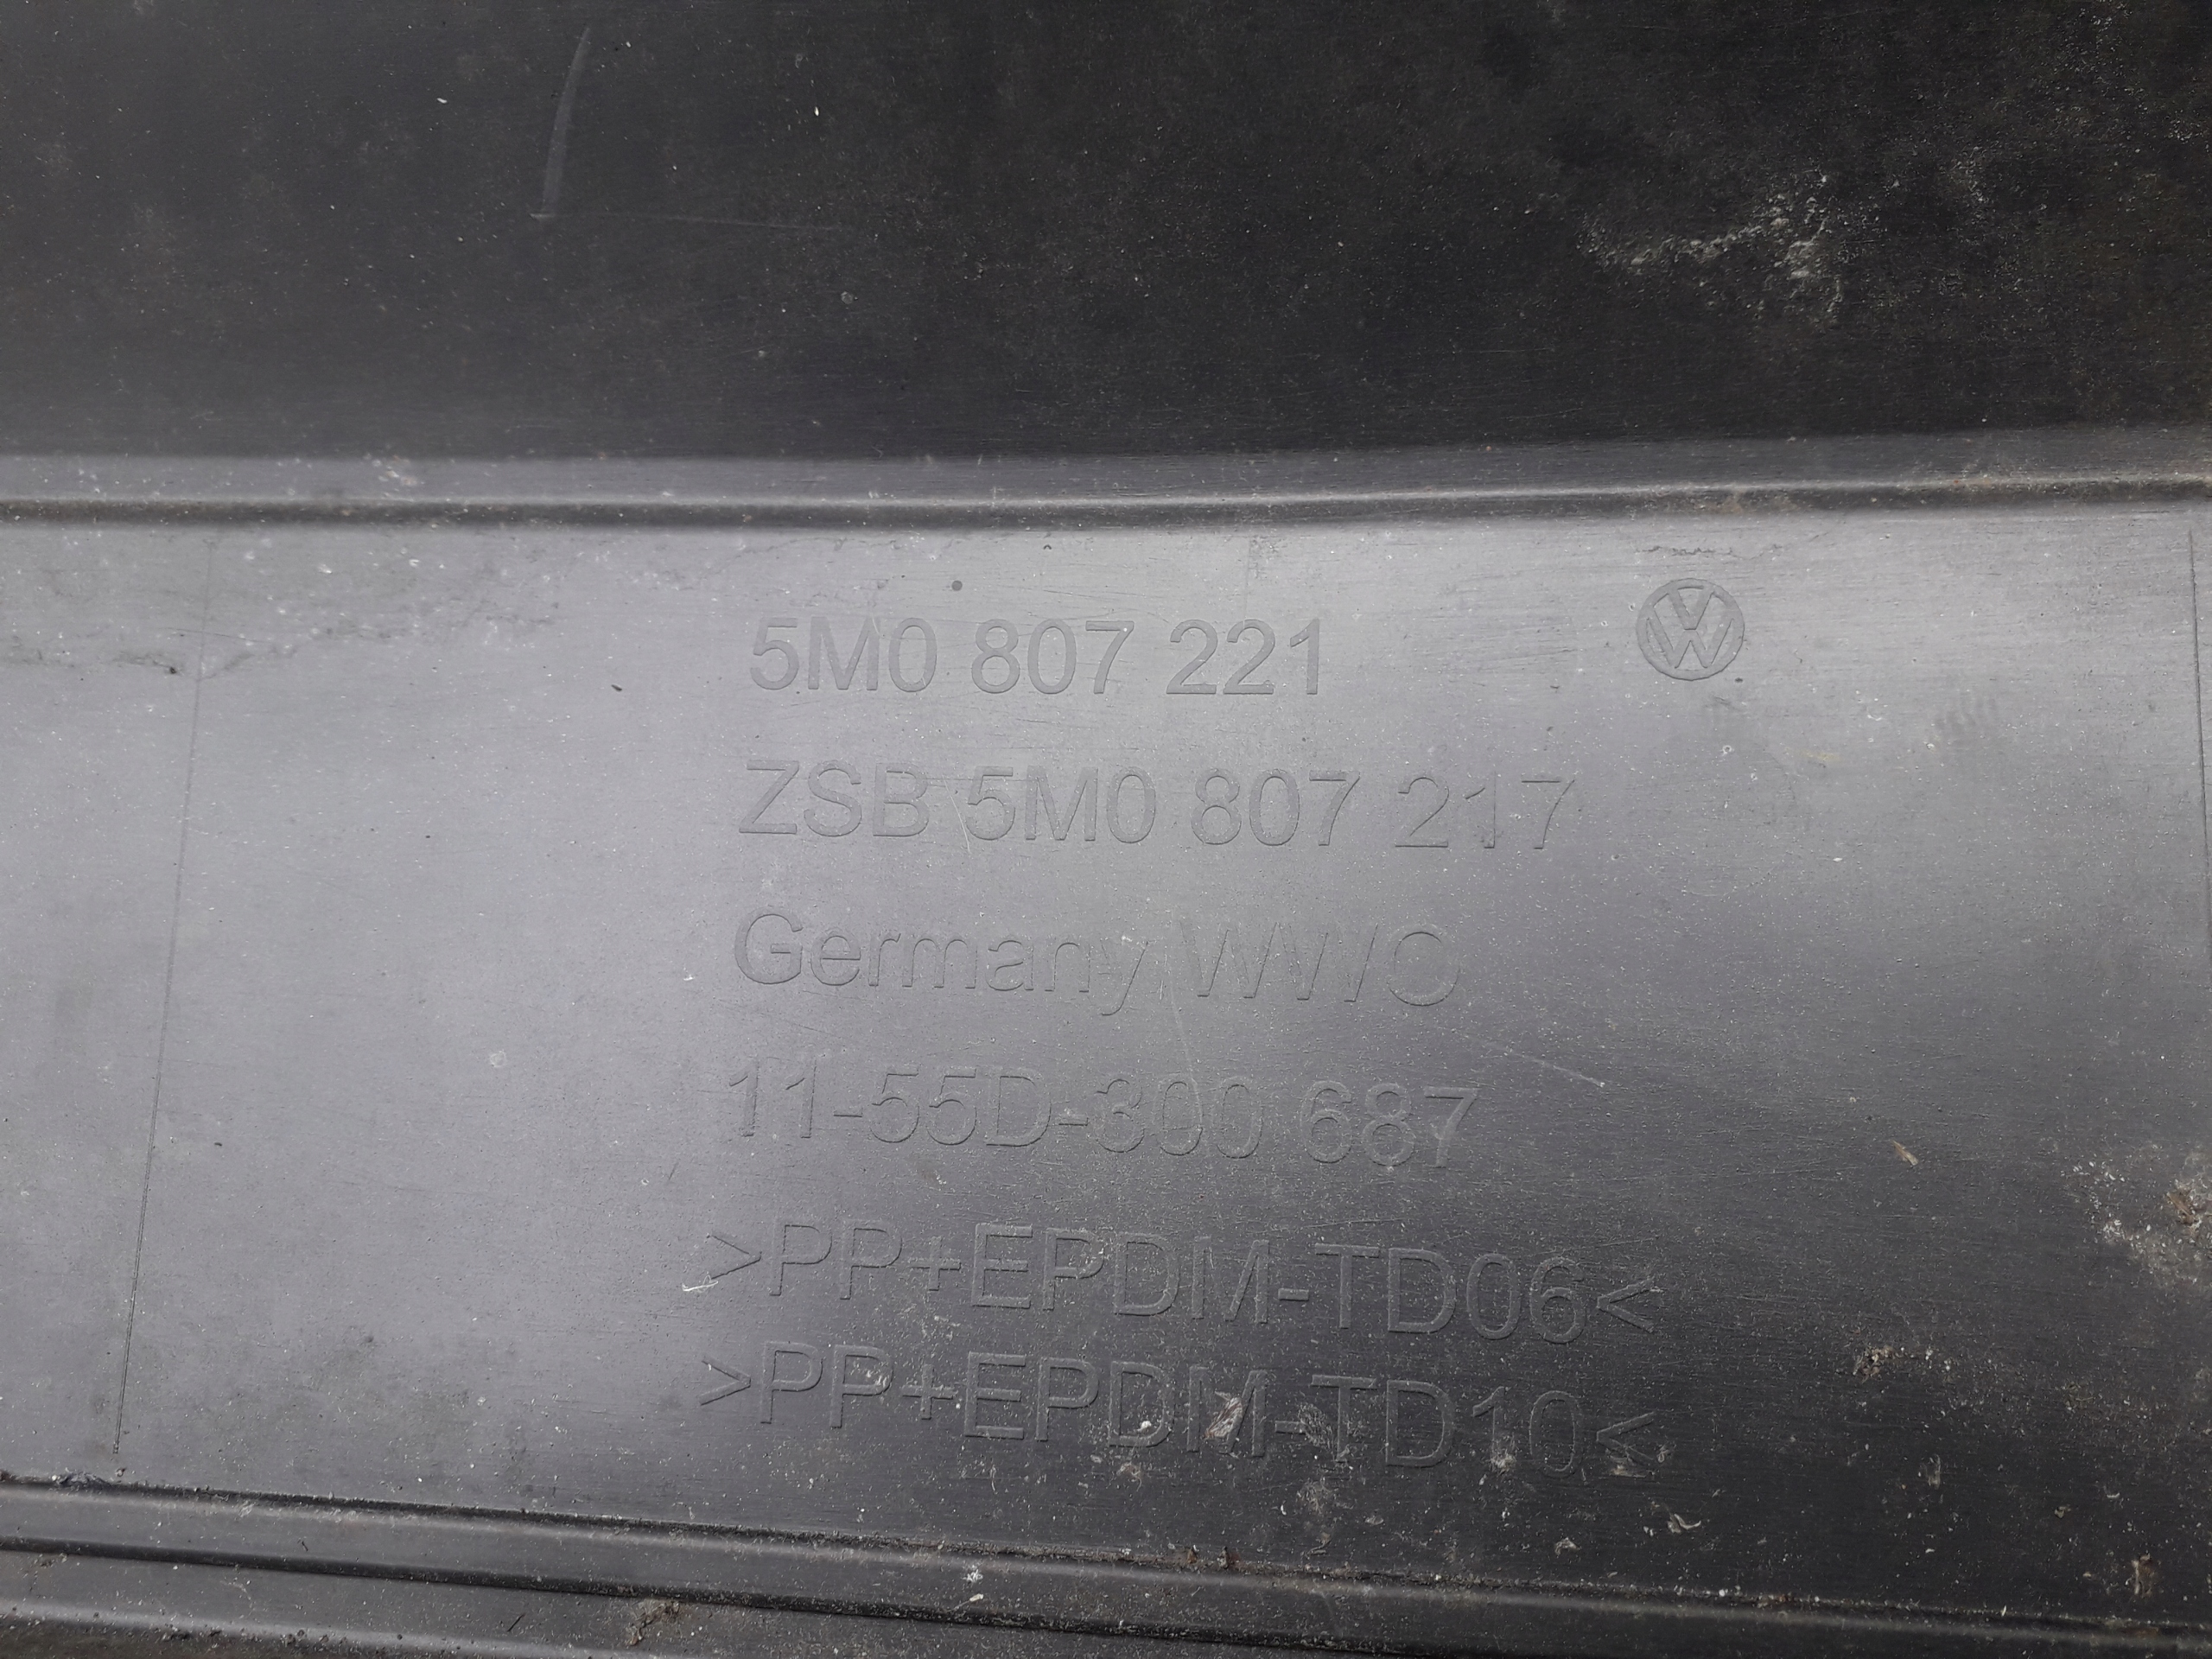 5M0 807 221
ZSB 5M0 807 217
Germany WWO
11-55D-300 687
>PP+EPDM-TD06<
>PP+EPDM-TD10<